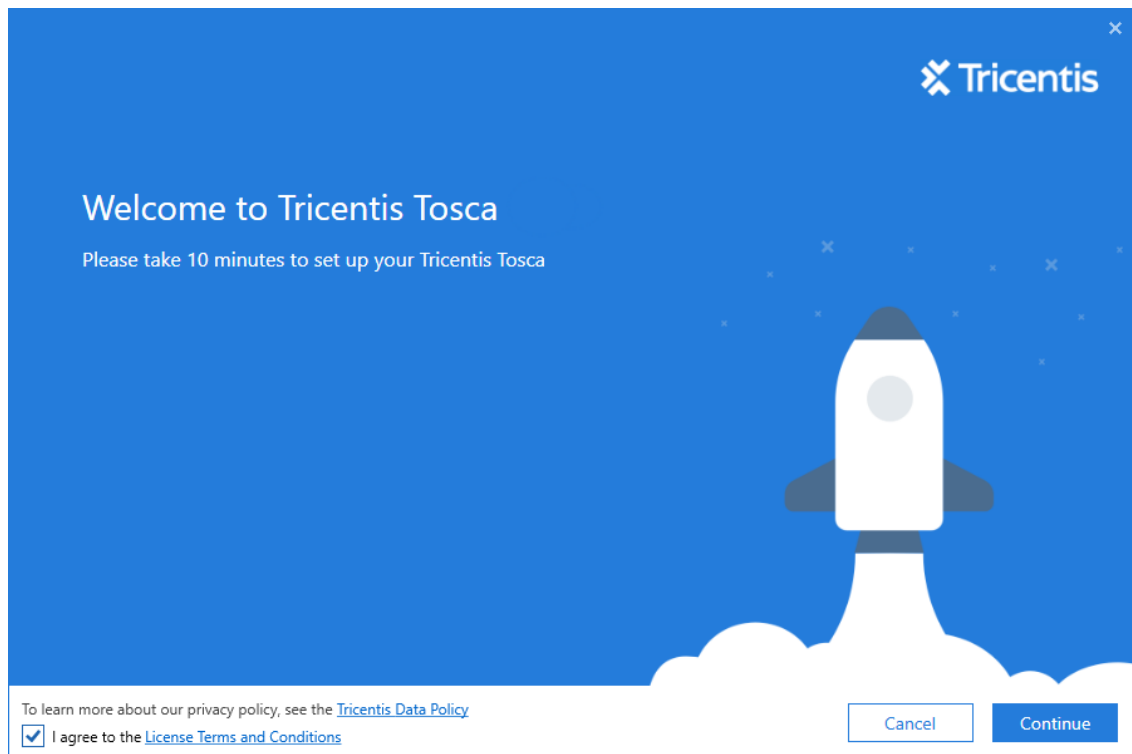 Tricentis
Welcome to Tricentis Tosca
Please take 10 minutes to set up your Tricentis Tosca
To learn more about our privacy policy, see the Tricentis Data Policy
I agree to the License Terms and Conditions
Cancel
Continue